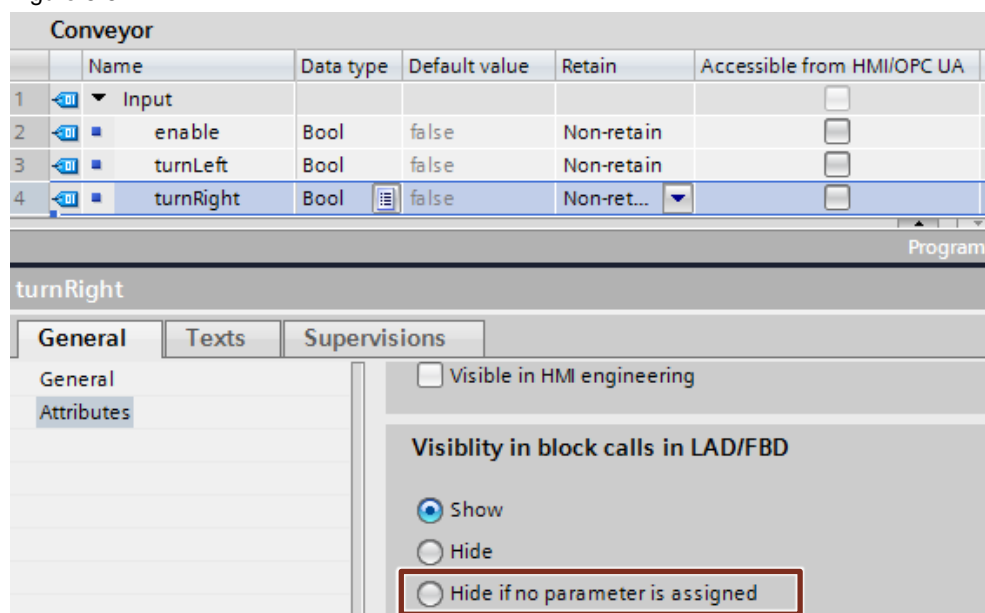 Conveyor
Name Data type Default value Retain Accessible from HMI/OPC UA
1 Input
2 enable Bool false Non-retain
3 turnLeft Bool false Non-retain
4 turnRight Bool false Non-ret...
Program
turnRight
General Texts Supervisions
General
Attributes
Visible in HMI engineering
Visiblity in block calls in LAD/FBD
Show
Hide
Hide if no parameter is assigned